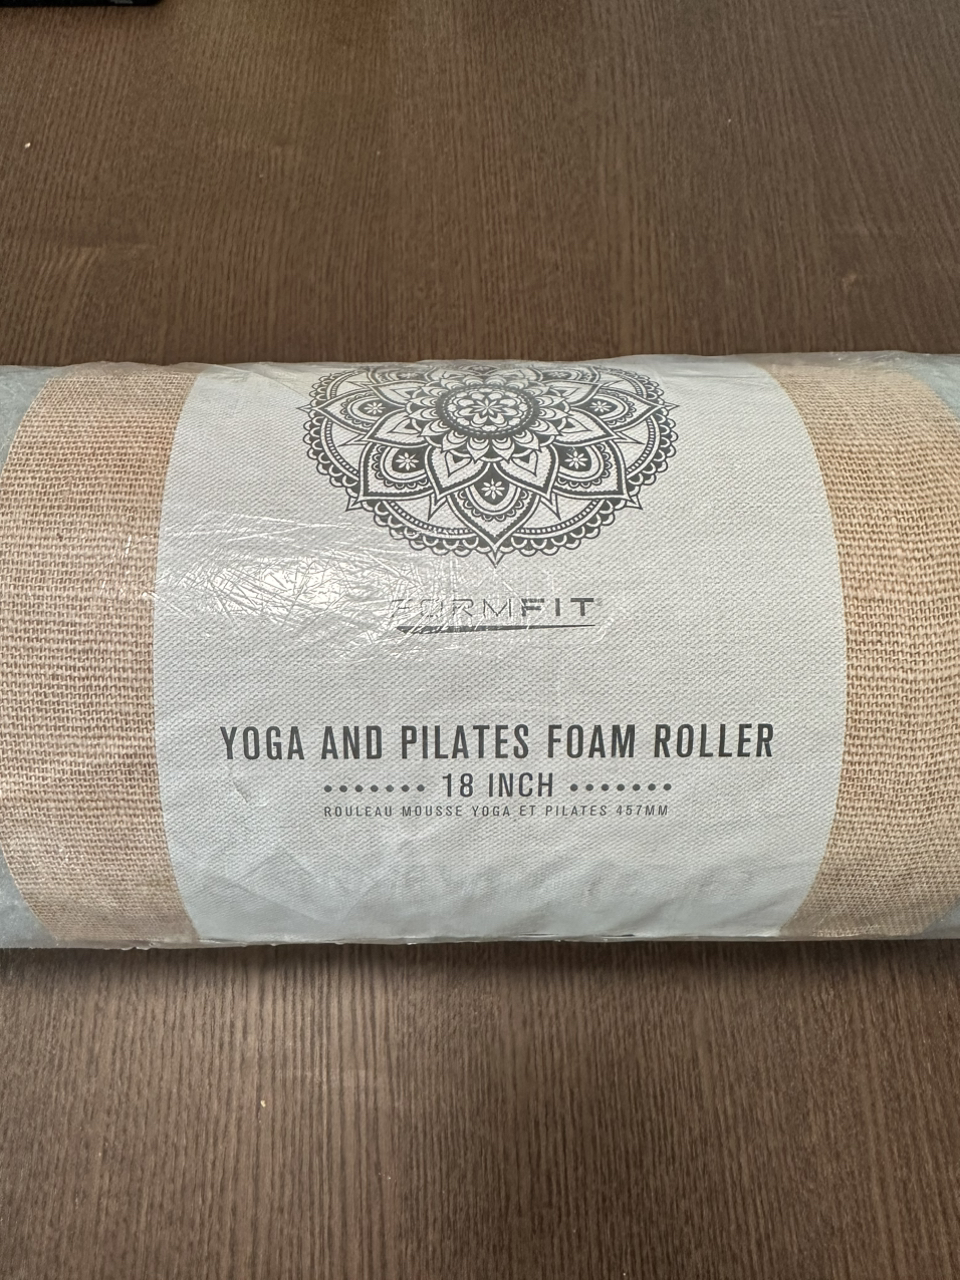 FORMFIT
YOGA AND PILATES FOAM ROLLER
18 INCH
ROULEAU MOUSSE YOGA ET PILATES 457MM